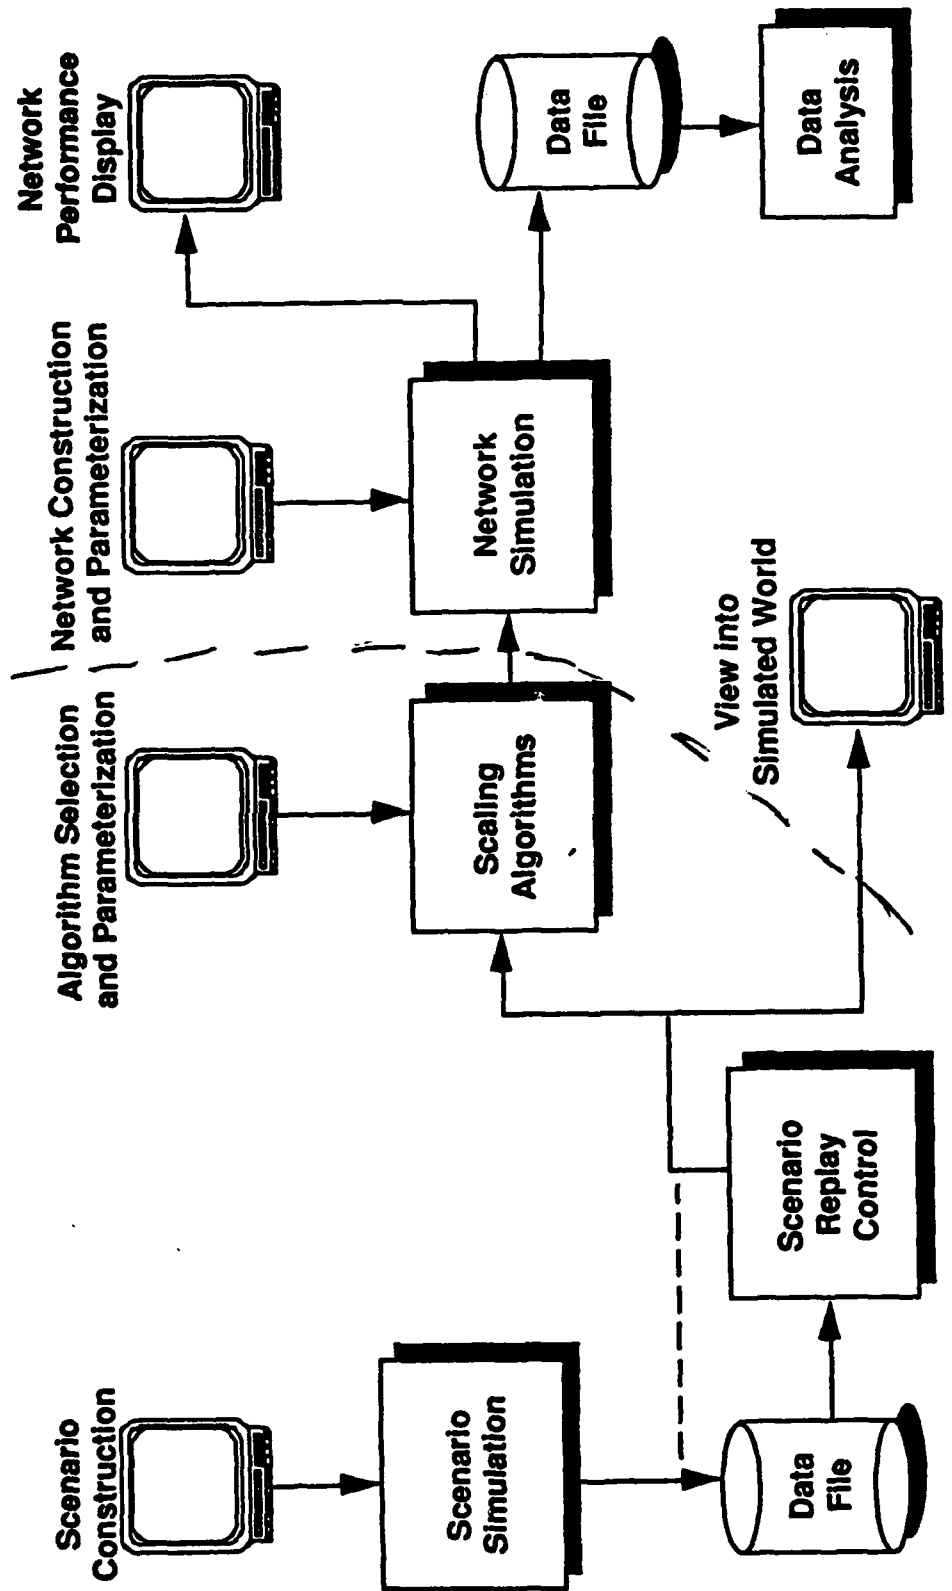 Scenario
Construction
Scenario
Simulation
Data
File
Scenario
Replay
Control
Algorithm Selection
and Parameterization
Scaling
Algorithms
View into
Simulated World
Network Construction
and Parameterization
Network
Simulation
Network
Performance
Display
Data
File
Data
Analysis